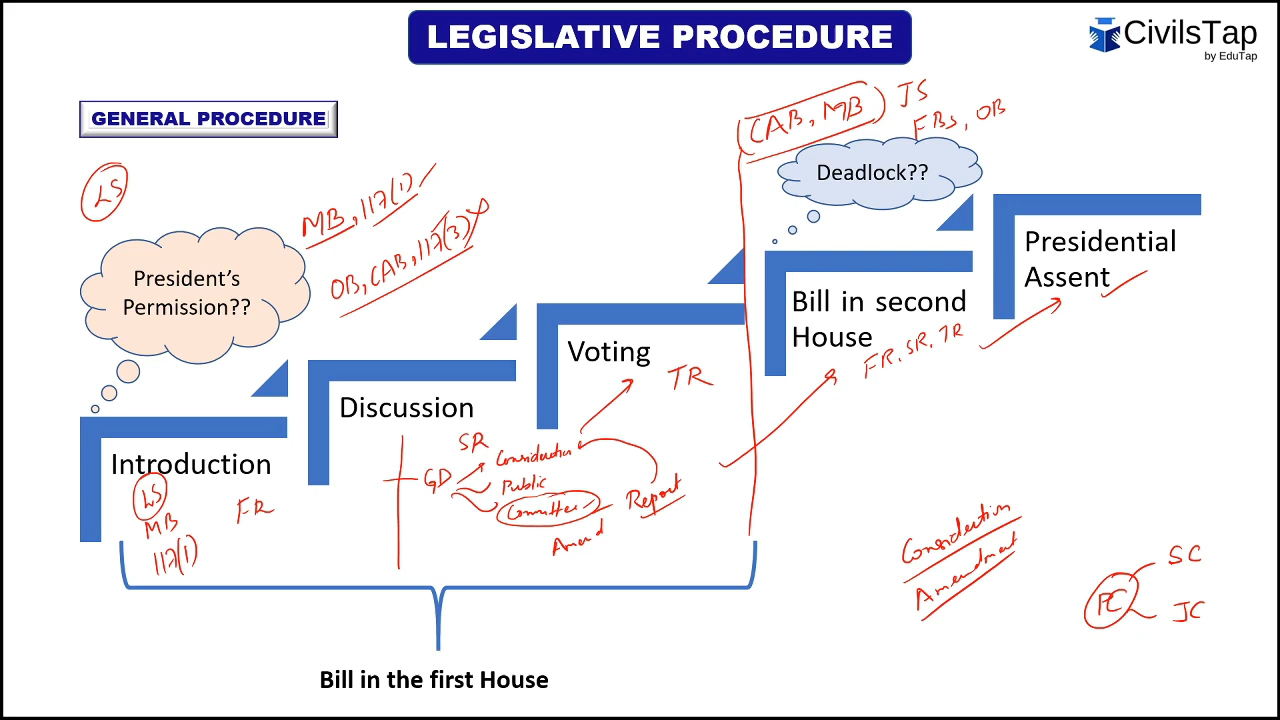 LEGISLATIVE PROCEDURE
CivilsTap
by EduTap
GENERAL PROCEDURE
LS
President's
Permission??
MB, 117(1)
OB, CAB, 117(3)
(CAB, MB)
JS
FBs, OB
Deadlock??
Introduction
LS
MB
117(1)
FR
Discussion
GD
SR
Consideration
Public
Committee
Report
Amend
Voting
TR
Bill in second
House
FR, SR, TR
Presidential
Assent
Consideration
Amendment
PC
SC
JC
Bill in the first House